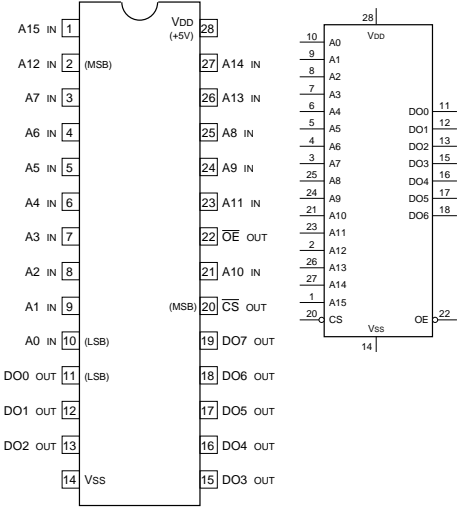 A15 IN 1
VDD (+5V) 28
A12 IN 2 (MSB)
27 A14 IN
A7 IN 3
26 A13 IN
A6 IN 4
25 A8 IN
A5 IN 5
24 A9 IN
A4 IN 6
23 A11 IN
A3 IN 7
22 OE OUT
A2 IN 8
21 A10 IN
A1 IN 9
(MSB) 20 CS OUT
A0 IN 10 (LSB)
19 DO7 OUT
DO0 OUT 11 (LSB)
18 DO6 OUT
DO1 OUT 12
17 DO5 OUT
DO2 OUT 13
16 DO4 OUT
14 VSS
15 DO3 OUT
28
VDD
10 A0
9 A1
8 A2
7 A3
6 A4
DO0 11
5 A5
DO1 12
4 A6
DO2 13
3 A7
DO3 15
25 A8
DO4 16
24 A9
DO5 17
21 A10
DO6 18
23 A11
2 A12
26 A13
27 A14
1 A15
20 CS
OE 22
VSS
14